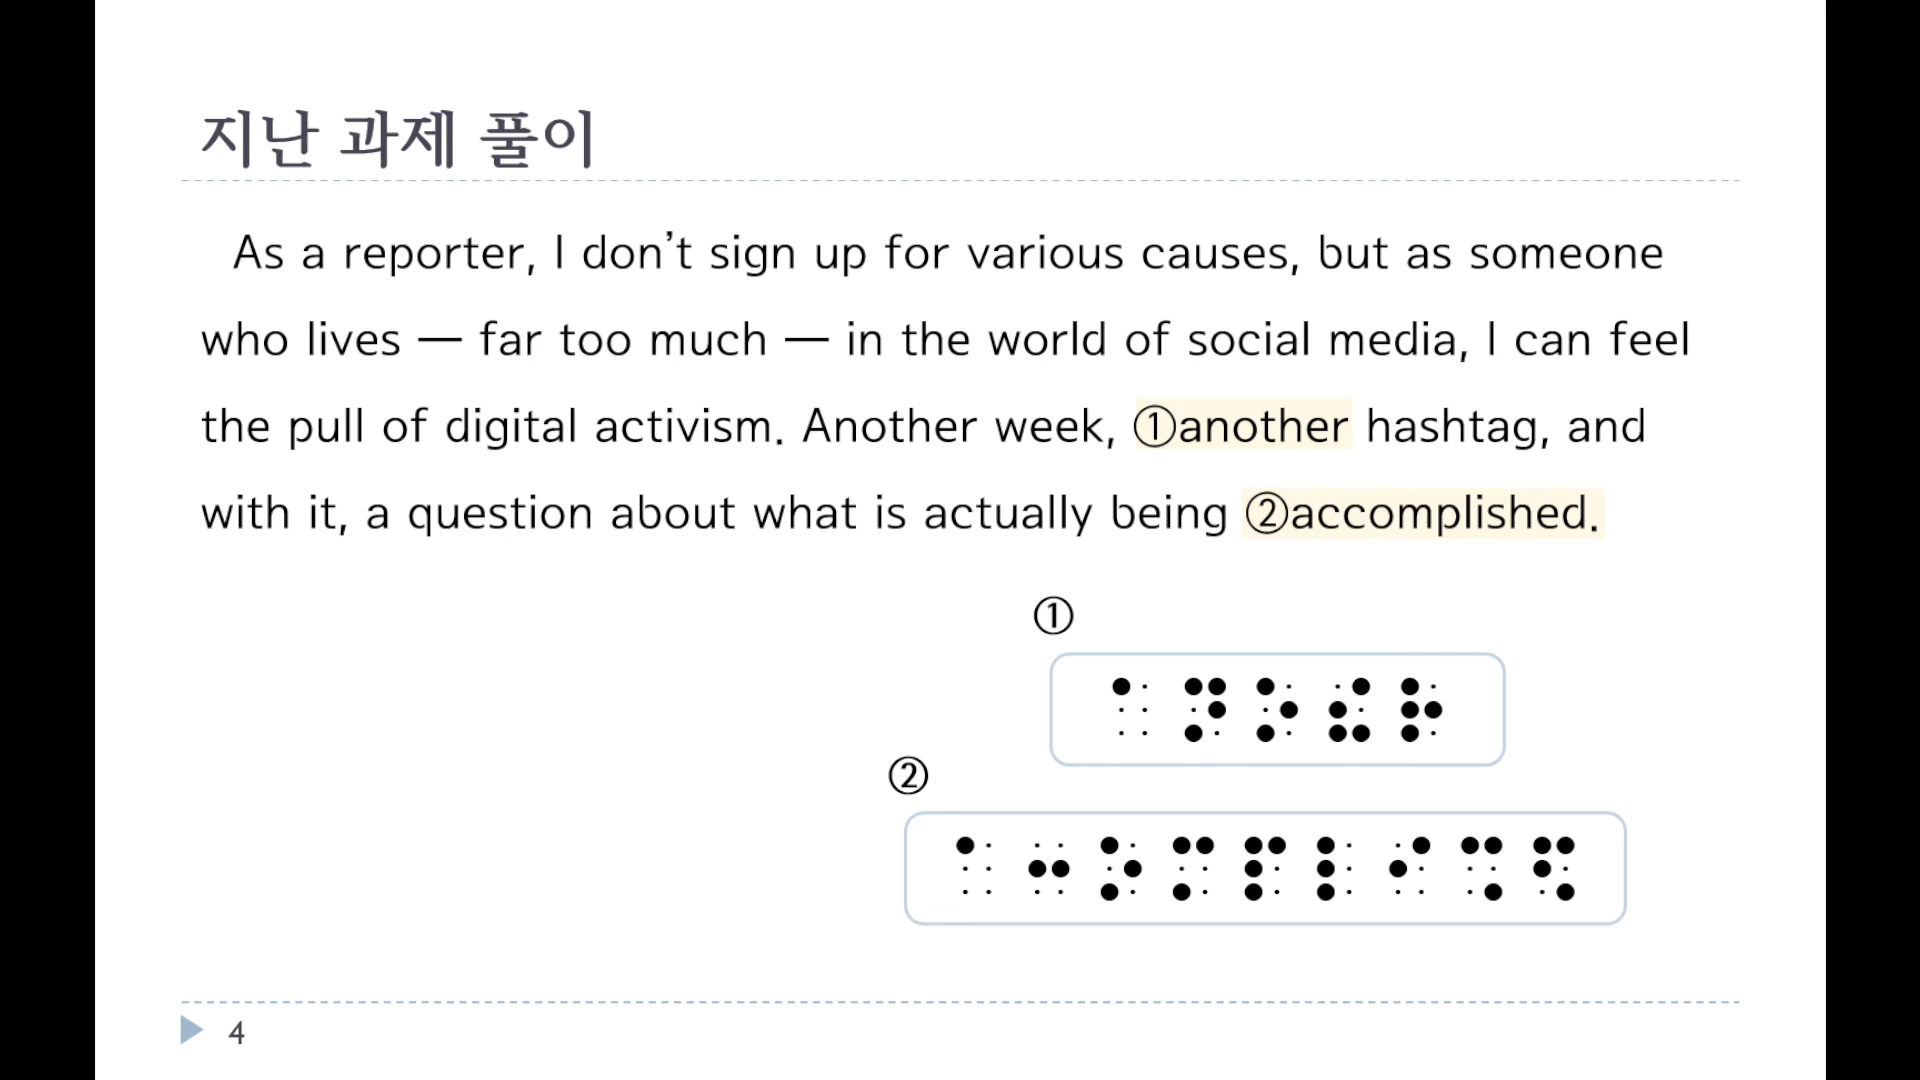 지난 과제 풀이
As a reporter, I don’t sign up for various causes, but as someone
who lives — far too much — in the world of social media, I can feel
the pull of digital activism. Another week, ①another hashtag, and
with it, a question about what is actually being ②accomplished.
①
⠁⠝⠕⠮⠗
②
⠁⠒⠕⠍⠏⠇⠊⠩⠫
4